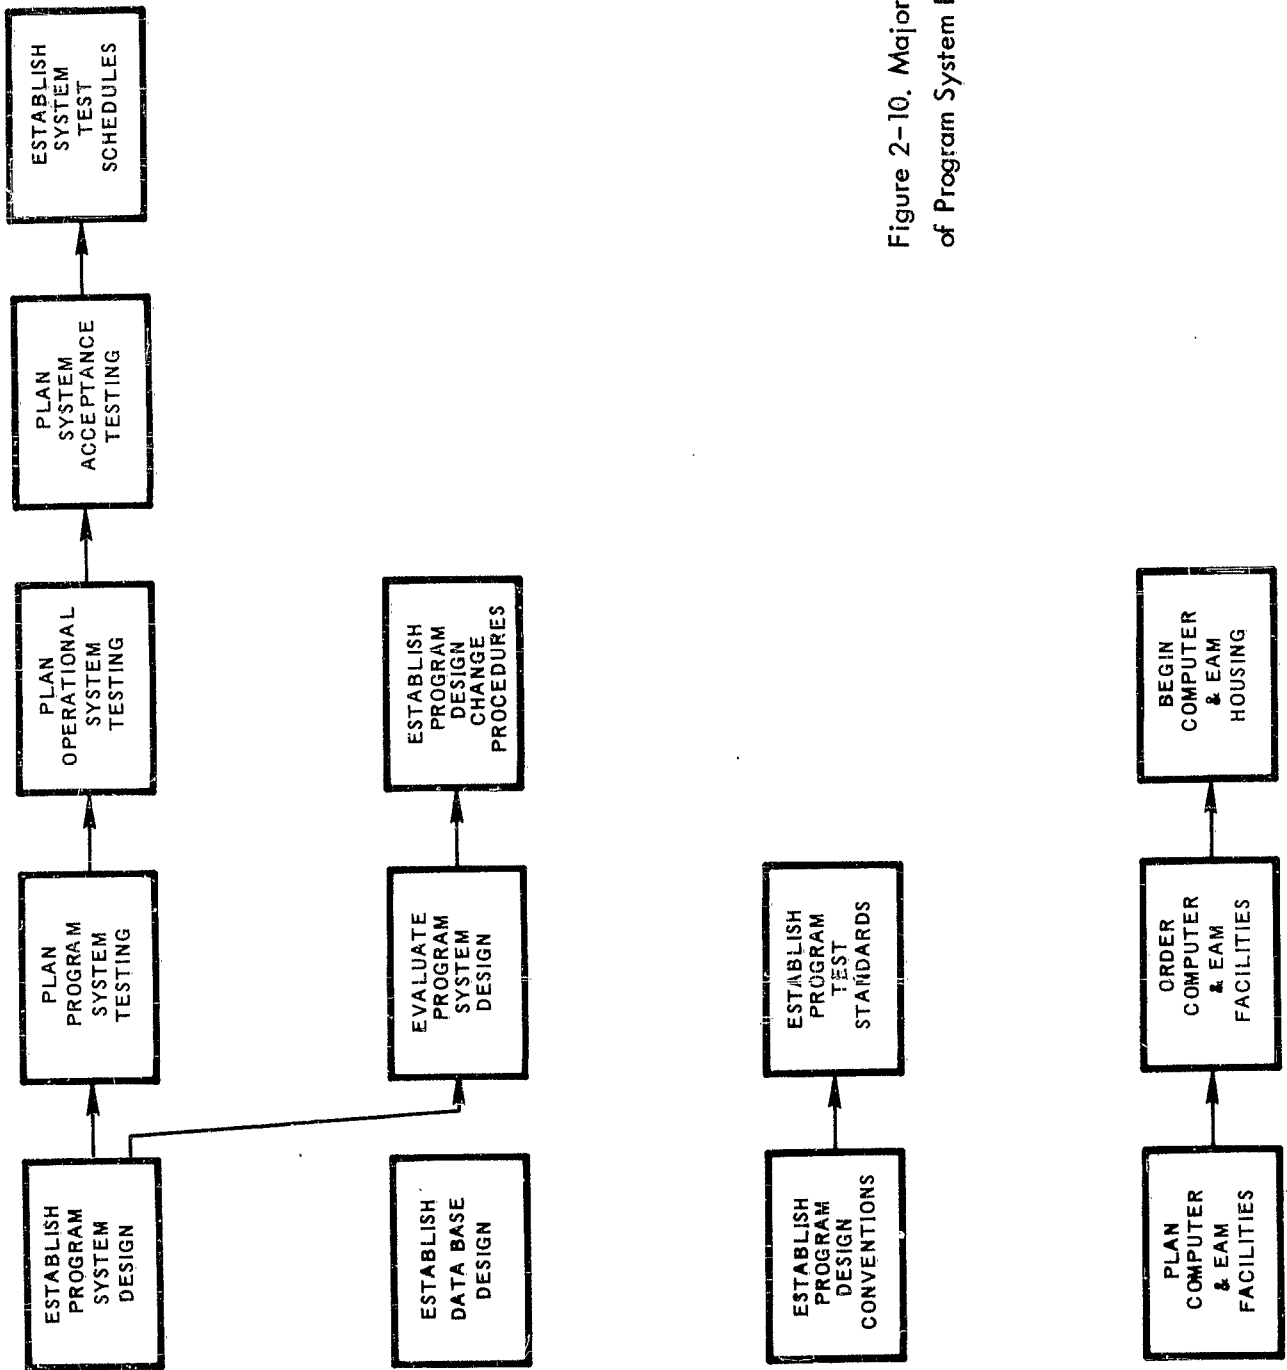 ESTABLISH
PROGRAM
SYSTEM
DESIGN
PLAN
PROGRAM
SYSTEM
TESTING
PLAN
OPERATIONAL
SYSTEM
TESTING
PLAN
SYSTEM
ACCEPTANCE
TESTING
ESTABLISH
SYSTEM
TEST
SCHEDULES
ESTABLISH
DATA BASE
DESIGN
EVALUATE
PROGRAM
SYSTEM
DESIGN
ESTABLISH
PROGRAM
DESIGN
CHANGE
PROCEDURES
ESTABLISH
PROGRAM
DESIGN
CONVENTIONS
ESTABLISH
PROGRAM
TEST
STANDARDS
PLAN
COMPUTER
& EAM
FACILITIES
ORDER
COMPUTER
& EAM
FACILITIES
BEGIN
COMPUTER
& EAM
HOUSING
Figure 2-10. Major
of Program System